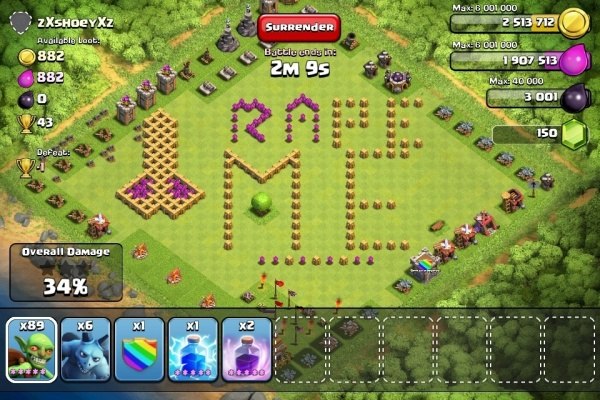 zXshoeyXz
Available Loot:
882
882
0
43
Defeat:
-1
Surrender
Battle ends in:
2m 9s
Max: 6 001 000
2 513 712
Max: 6 001 000
1 907 513
Max: 40 000
3 001
150
RAPE
ME
Overall Damage
34%
x89
x6
x1
x1
x2